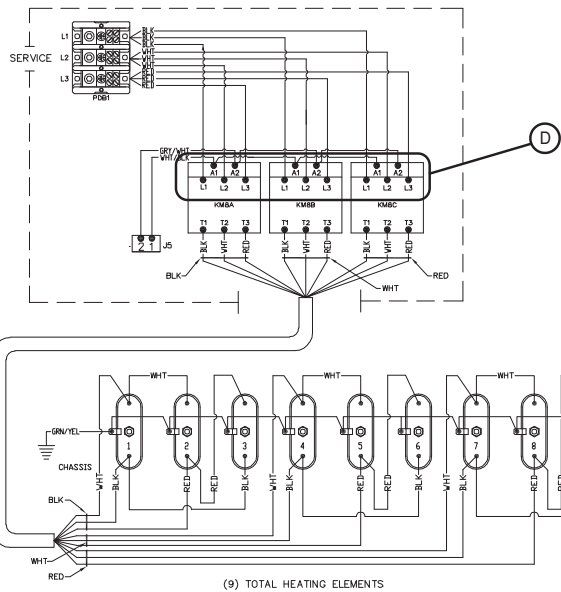 L1
BLK
BLK
BLK
SERVICE
L2
WHT
WHT
WHT
L3
RED
RED
RED
PDB1
D
GRY/WHT
WHT/BLK
A1 A2 A1 A2 A1 A2
L1 L2 L3 L1 L2 L3 L1 L2 L3
KM8A KM8B KM8C
T1 T2 T3 T1 T2 T3 T1 T2 T3
2 1 J5
BLK WHT RED BLK WHT RED BLK WHT RED
BLK WHT RED
WHT WHT WHT
GRN/YEL
1 2 3 4 5 6 7 8
CHASSIS
WHT BLK RED BLK WHT BLK RED BLK WHT BLK RED
BLK
WHT
RED
(9) TOTAL HEATING ELEMENTS